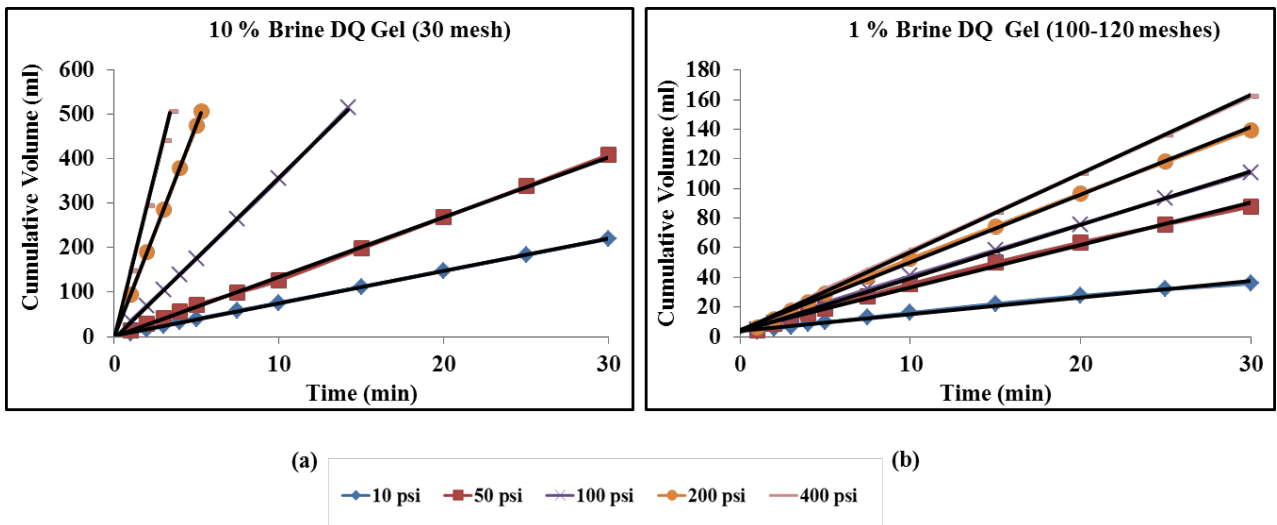 10 % Brine DQ Gel (30 mesh)
Cumulative Volume (ml)
600
500
400
300
200
100
0
0 10 20 30
Time (min)
1 % Brine DQ Gel (100-120 meshes)
Cumulative Volume (ml)
180
160
140
120
100
80
60
40
20
0
0 10 20 30
Time (min)
(a) (b)
10 psi 50 psi 100 psi 200 psi 400 psi